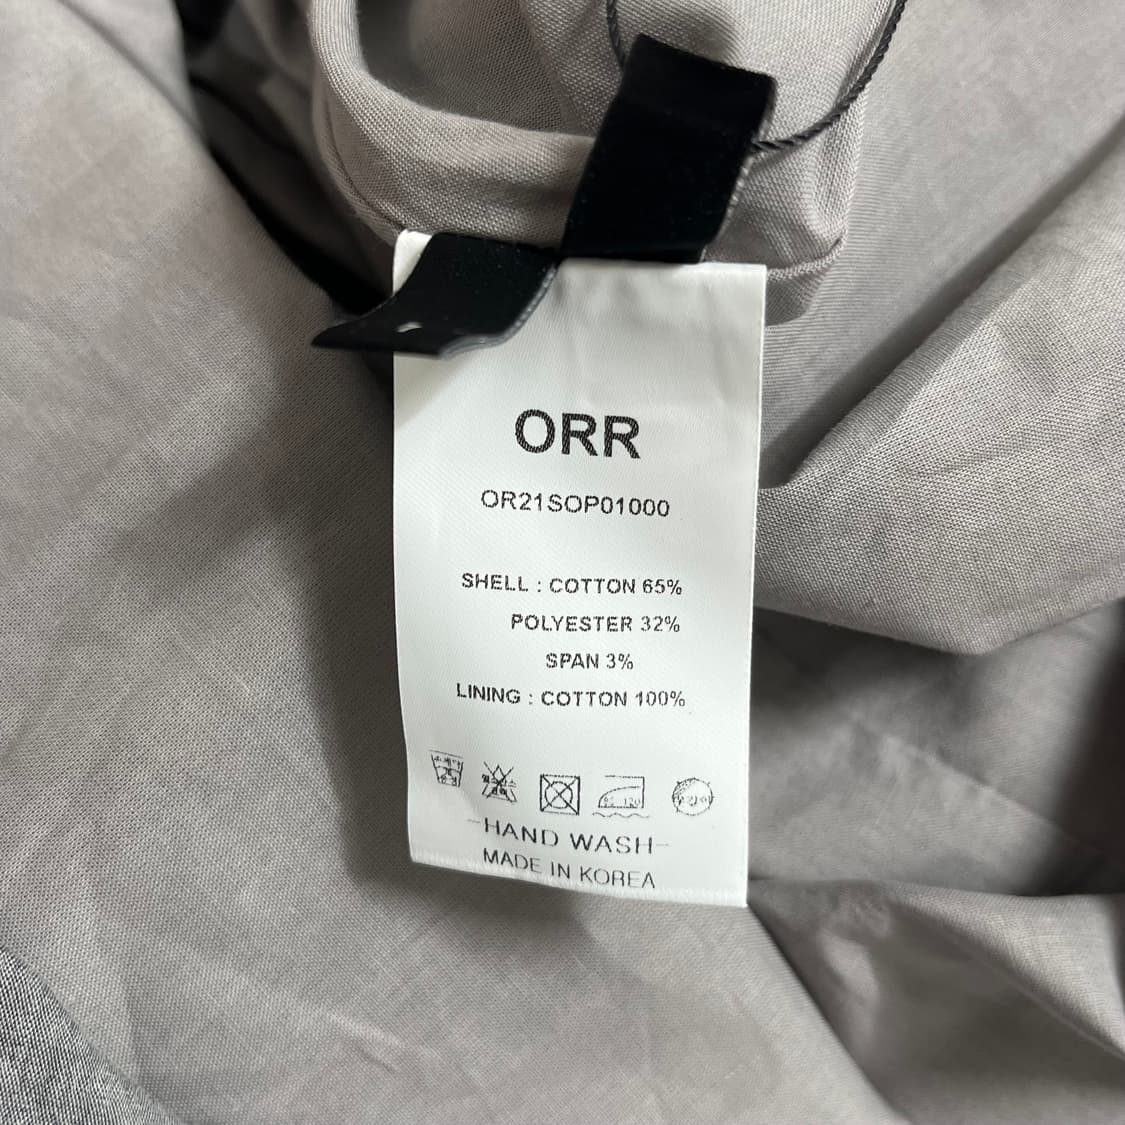 ORR
OR21SOP01000
SHELL : COTTON 65%
POLYESTER 32%
SPAN 3%
LINING : COTTON 100%
-HAND WASH-
MADE IN KOREA